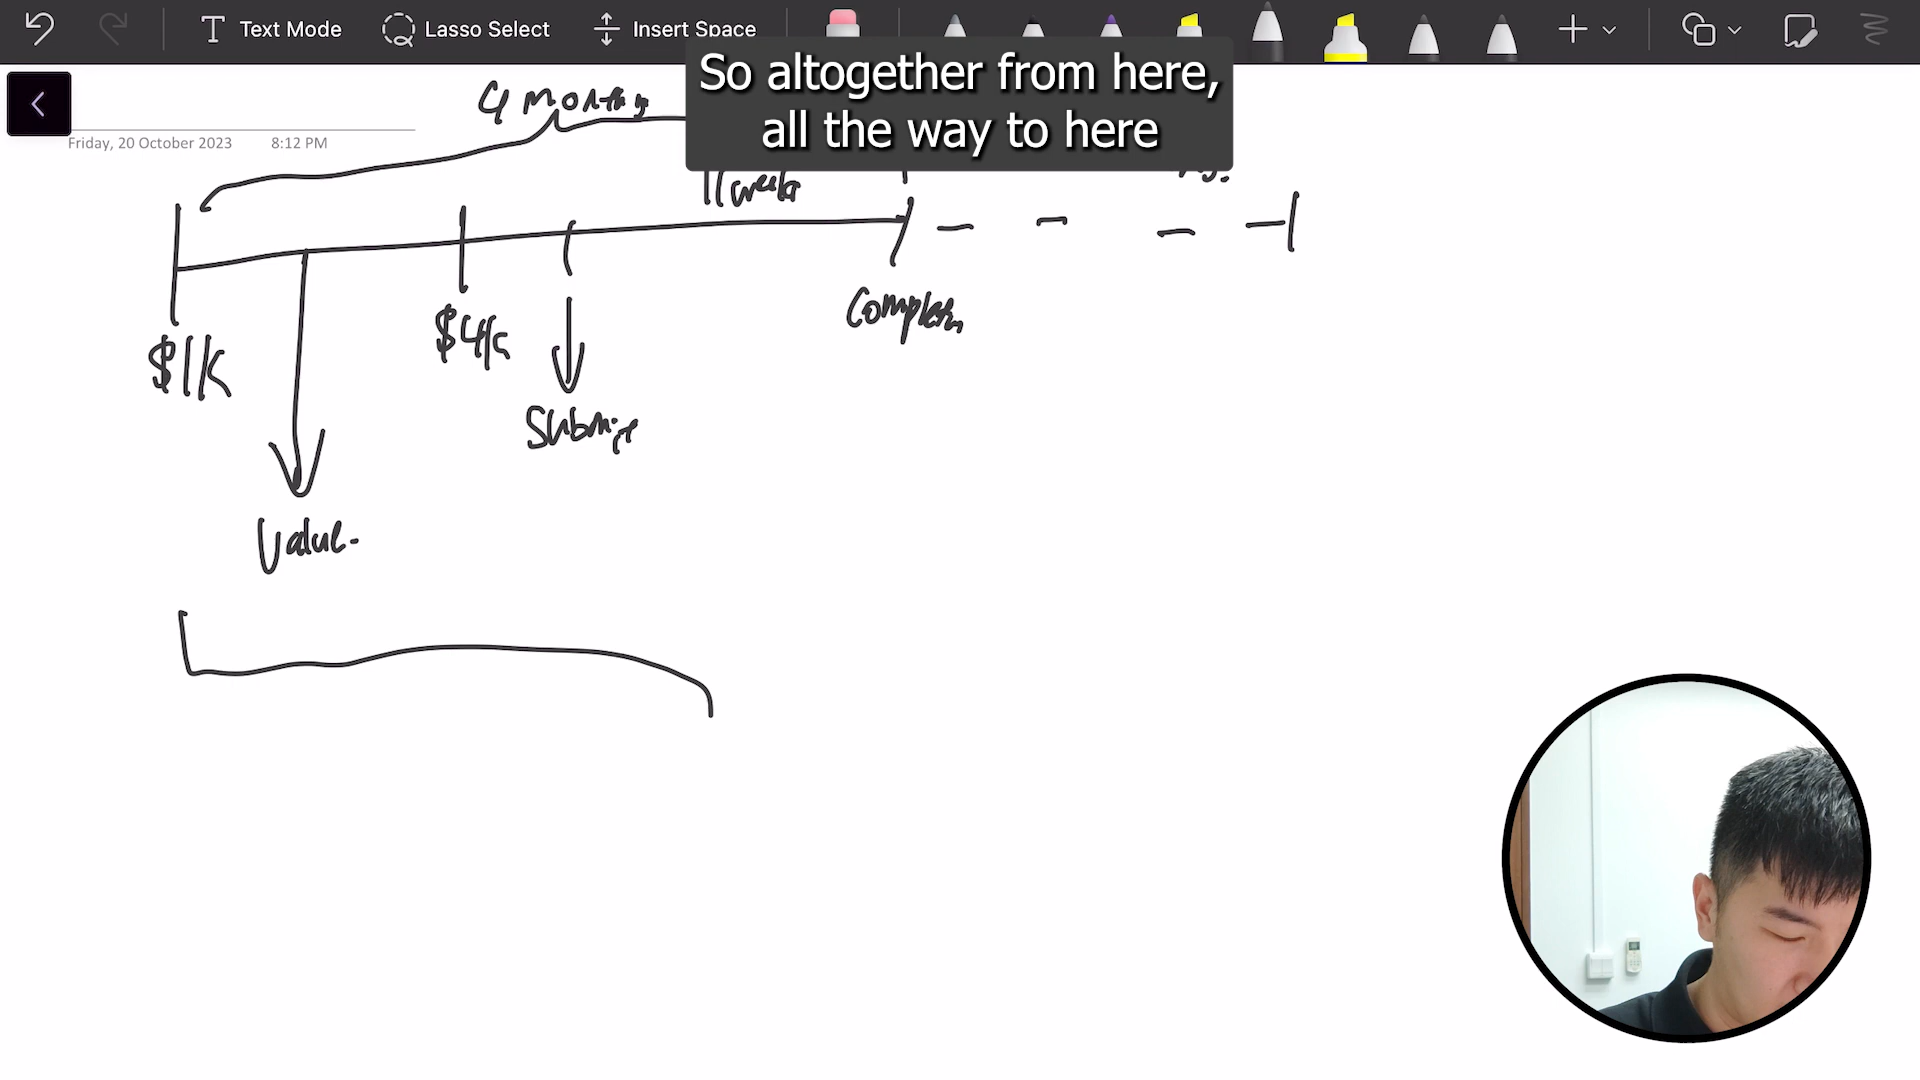 Text Mode Lasso Select Insert Space
So altogether from here,
all the way to here
4 months
Friday, 20 October 2023 8:12 PM
11 weeks
$1K
$4K
Submit
Value.